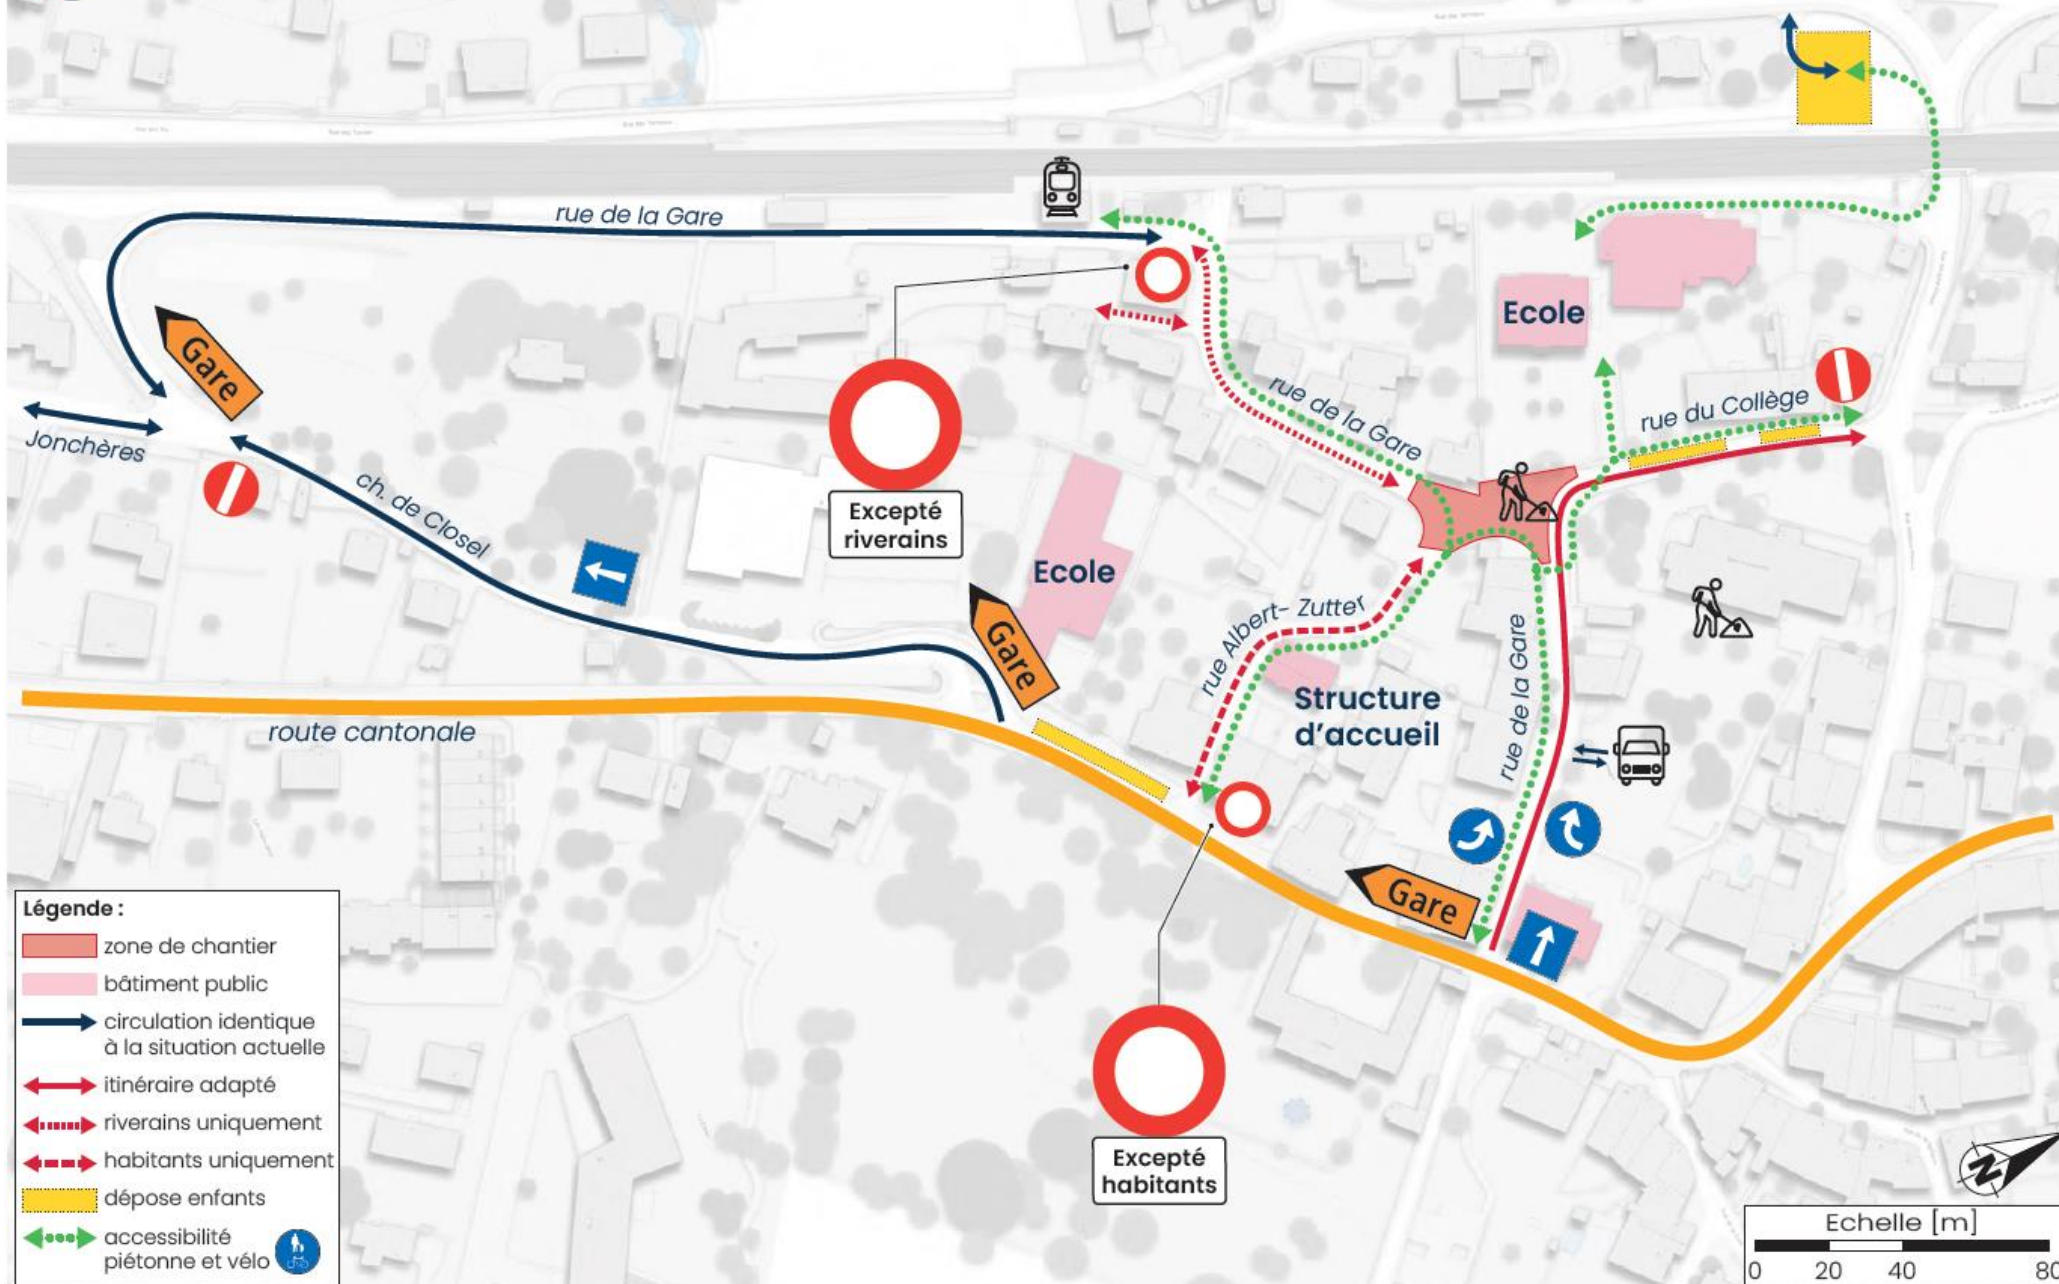 rue de la Gare
Ecole
Gare
rue du Collège
rue de la Gare
Jonchères
ch. de Closel
Excepté
riverains
Ecole
Gare
rue Albert- Zutter
Structure
d'accueil
rue de la Gare
route cantonale
Gare
Légende :
zone de chantier
bâtiment public
circulation identique
à la situation actuelle
itinéraire adapté
riverains uniquement
habitants uniquement
dépose enfants
accessibilité
piétonne et vélo
Excepté
habitants
N
Echelle [m]
0 20 40 80